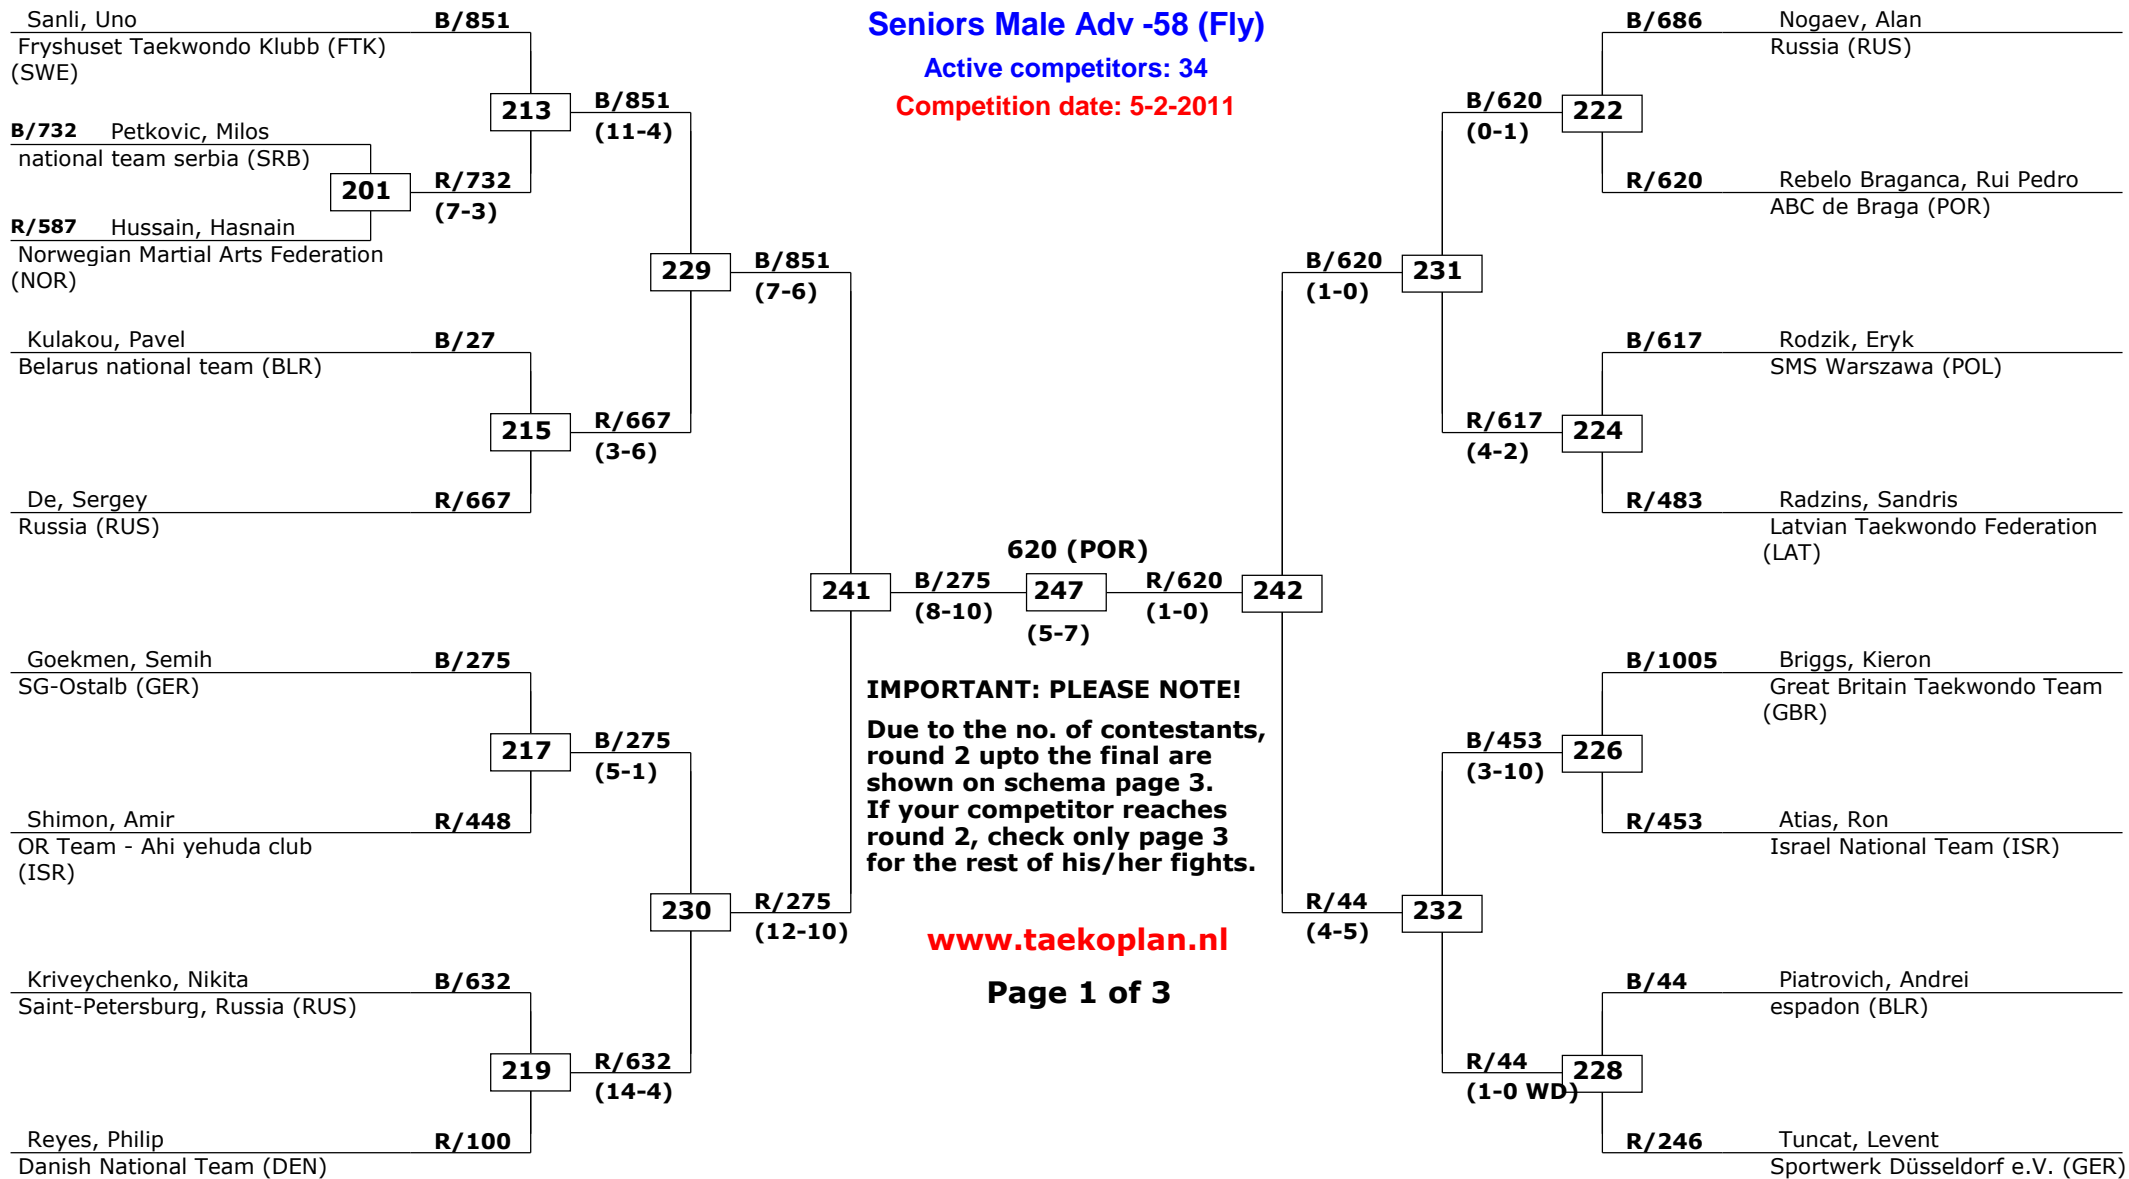 Seniors Male Adv -58 (Fly)
Active competitors: 34
Competition date: 5-2-2011
Sanli, Uno B/851
Fryshuset Taekwondo Klubb (FTK)
(SWE)
213
B/851
(11-4)
B/732 Petkovic, Milos
national team serbia (SRB)
201
R/732
(7-3)
R/587 Hussain, Hasnain
Norwegian Martial Arts Federation
(NOR)
229
B/851
(7-6)
Kulakou, Pavel B/27
Belarus national team (BLR)
215
R/667
(3-6)
De, Sergey R/667
Russia (RUS)
241
B/275
(8-10)
Goekmen, Semih B/275
SG-Ostalb (GER)
217
B/275
(5-1)
Shimon, Amir R/448
OR Team - Ahi yehuda club
(ISR)
230
R/275
(12-10)
Kriveychenko, Nikita B/632
Saint-Petersburg, Russia (RUS)
219
R/632
(14-4)
Reyes, Philip R/100
Danish National Team (DEN)
620 (POR)
247
(5-7)
IMPORTANT: PLEASE NOTE!
Due to the no. of contestants,
round 2 upto the final are
shown on schema page 3.
If your competitor reaches
round 2, check only page 3
for the rest of his/her fights.
www.taekoplan.nl
Page 1 of 3
B/686 Nogaev, Alan
Russia (RUS)
B/620
(0-1)
222
R/620 Rebelo Braganca, Rui Pedro
ABC de Braga (POR)
B/620
(1-0)
231
B/617 Rodzik, Eryk
SMS Warszawa (POL)
R/617
(4-2)
224
R/483 Radzins, Sandris
Latvian Taekwondo Federation
(LAT)
R/620
(1-0)
242
B/1005 Briggs, Kieron
Great Britain Taekwondo Team
(GBR)
B/453
(3-10)
226
R/453 Atias, Ron
Israel National Team (ISR)
R/44
(4-5)
232
B/44 Piatrovich, Andrei
espadon (BLR)
R/44
(1-0 WD)
228
R/246 Tuncat, Levent
Sportwerk Düsseldorf e.V. (GER)